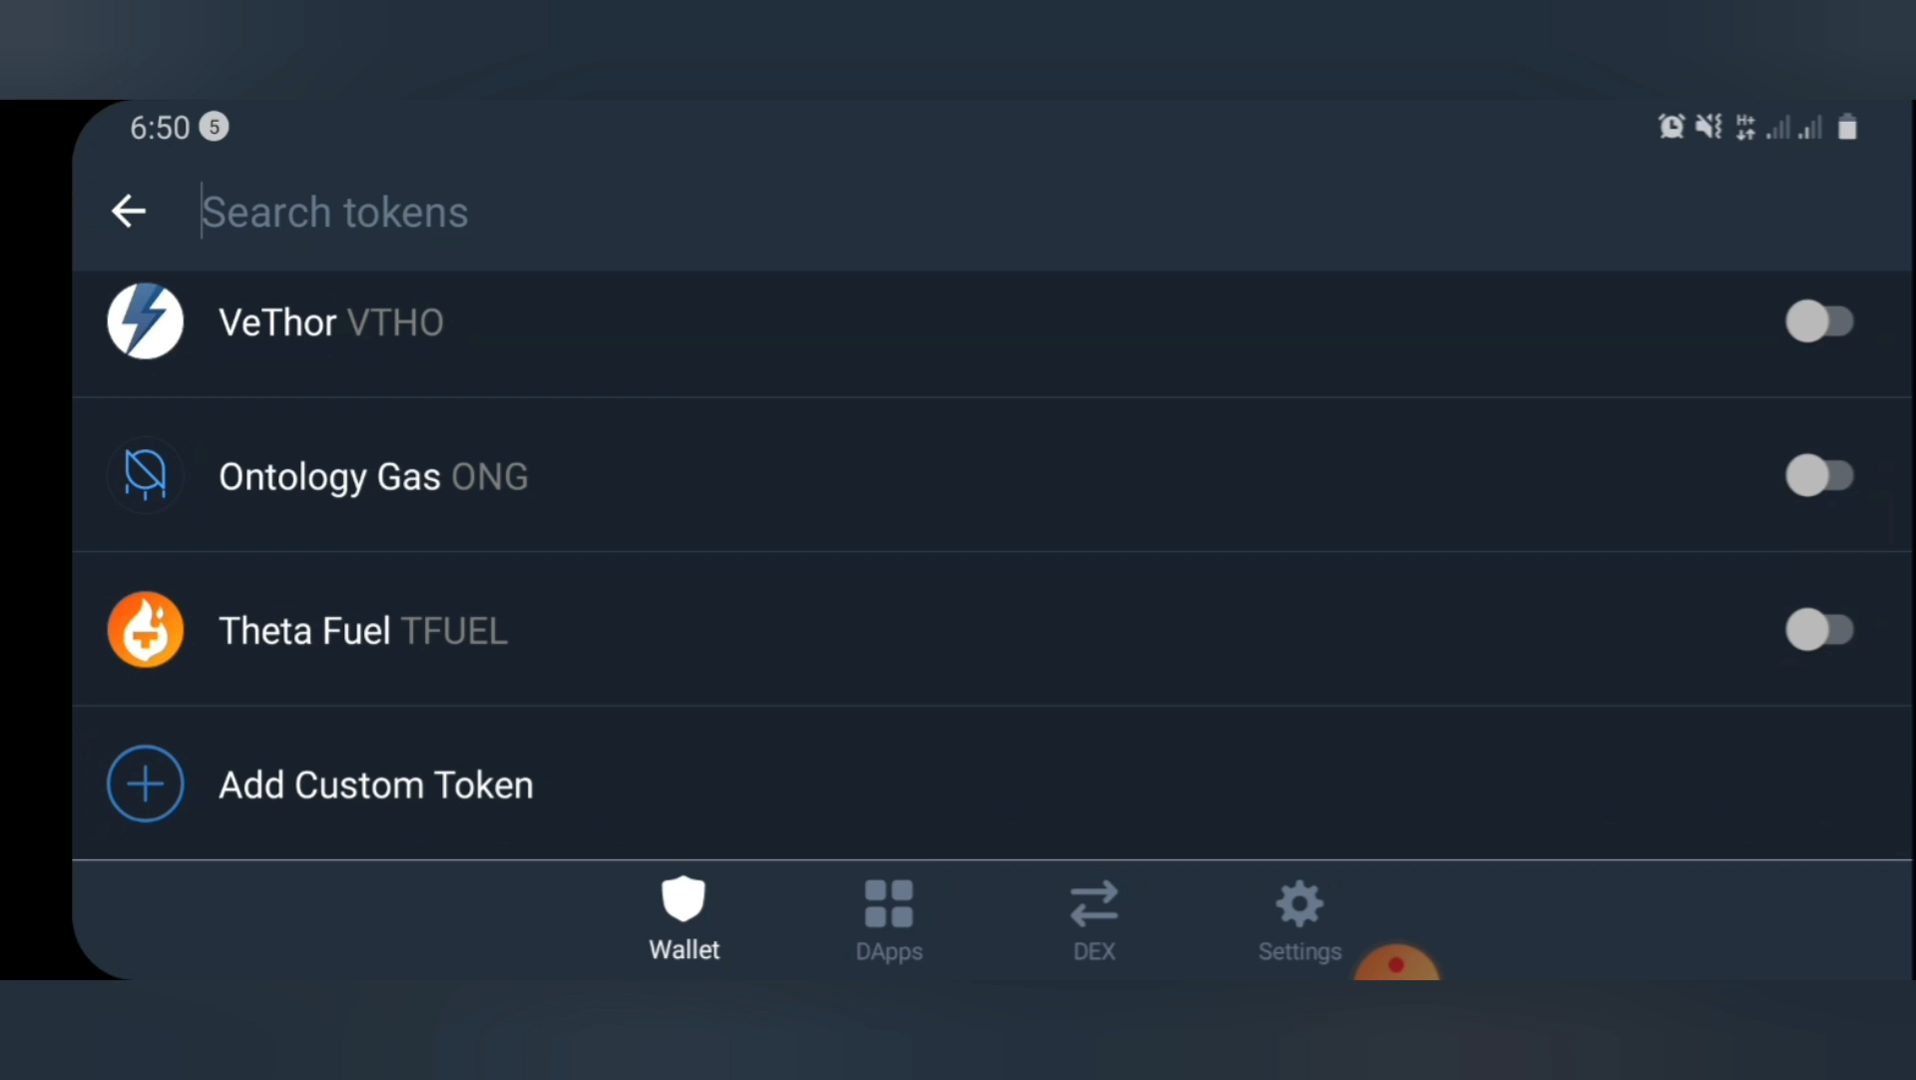 6:50 5
H+
Search tokens
VeThor VTHO
Ontology Gas ONG
Theta Fuel TFUEL
Add Custom Token
Wallet
DApps
DEX
Settings